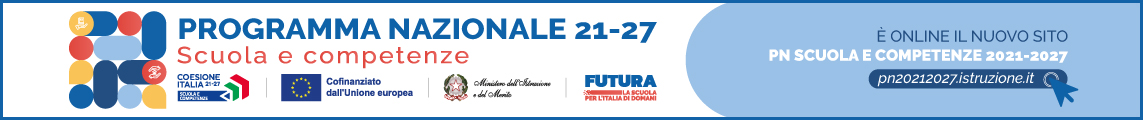 PROGRAMMA NAZIONALE 21-27
Scuola e competenze
COESIONE
ITALIA 21-27
SCUOLA E
COMPETENZE
Cofinanziato
dall'Unione europea
Ministero dell'Istruzione
e del Merito
FUTURA
LA SCUOLA
PER L'ITALIA DI DOMANI
È ONLINE IL NUOVO SITO
PN SCUOLA E COMPETENZE 2021-2027
pn20212027.istruzione.it